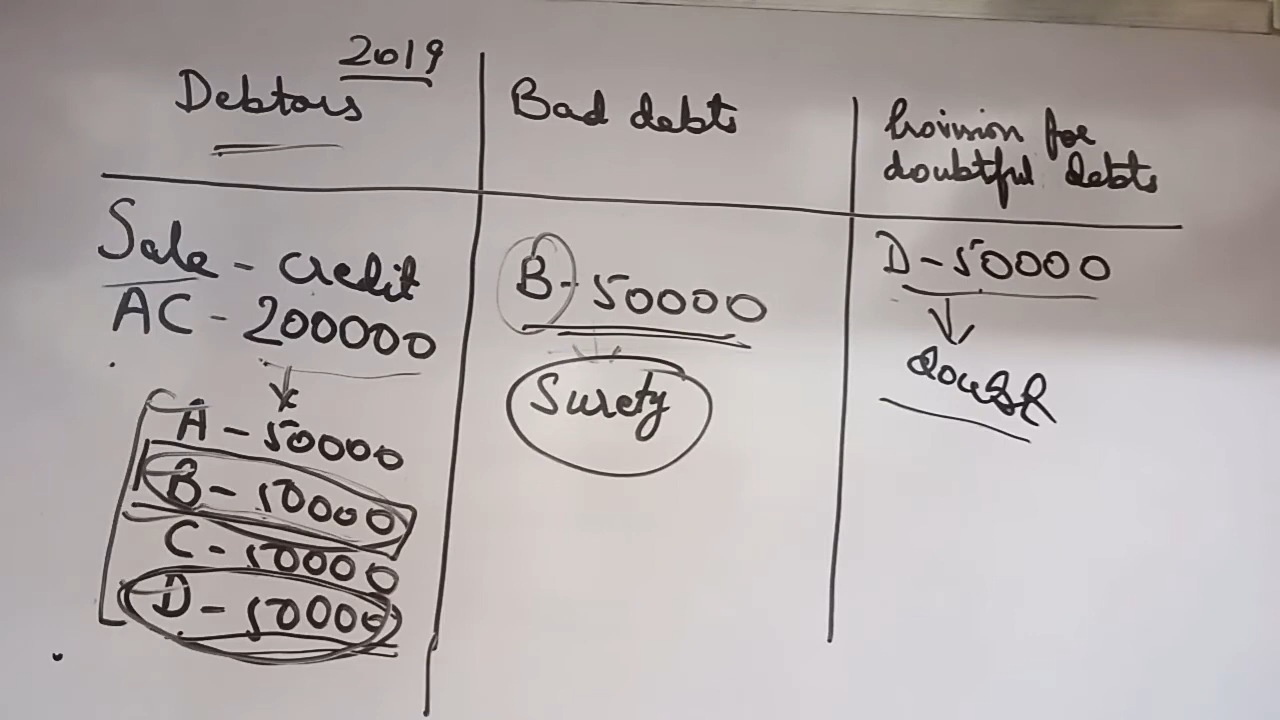 2019
Debtors
Sale - credit
AC - 200000
A - 50000
B - 50000
C - 50000
D - 50000
Bad debts
B - 50000
Surety
Provision for
doubtful debts
D - 50000